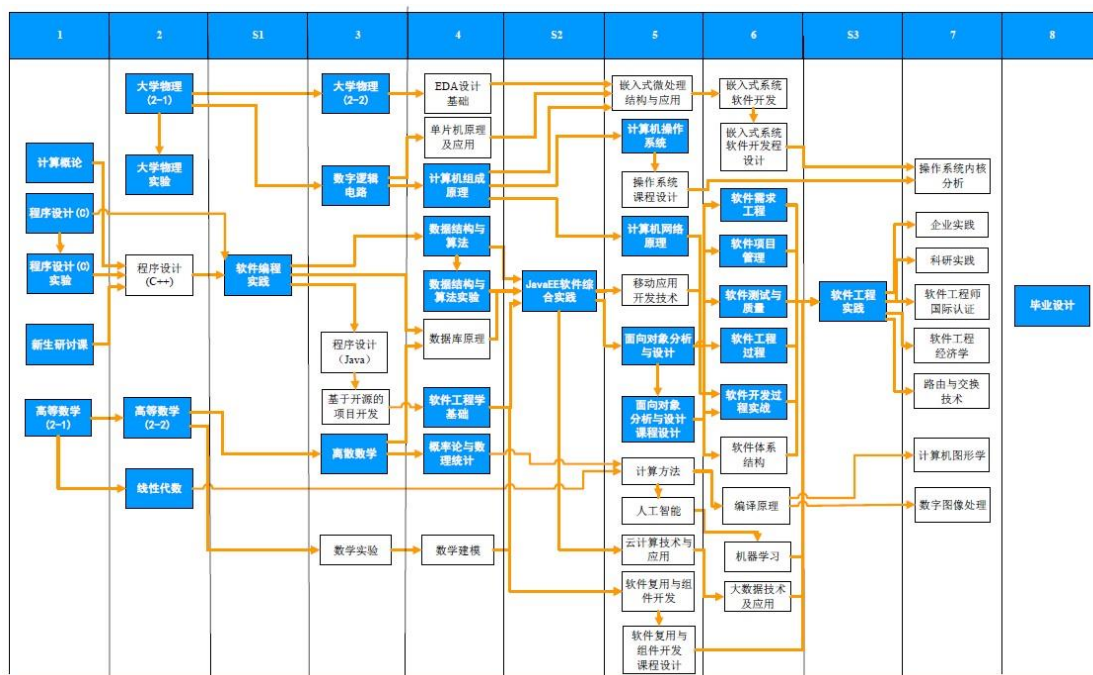 1
2
S1
3
4
S2
5
6
S3
7
8
计算概论
程序设计(C)
程序设计(C)
实验
新生研讨课
高等数学
(2-1)
大学物理
(2-1)
大学物理
实验
程序设计
(C++)
高等数学
(2-2)
线性代数
软件编程
实践
大学物理
(2-2)
数字逻辑
电路
程序设计
（Java）
基于开源的
项目开发
离散数学
数学实验
EDA设计
基础
单片机原理
及应用
计算机组成
原理
数据结构与
算法
数据结构与
算法实验
数据库原理
软件工程学
基础
概率论与数
理统计
数学建模
JavaEE软件综
合实践
嵌入式微处理
结构与应用
计算机操作
系统
操作系统
课程设计
计算机网络
原理
移动应用
开发技术
面向对象分析
与设计
面向对象
分析与设计
课程设计
计算方法
人工智能
云计算技术与
应用
软件复用与组
件开发
软件复用与
组件开发
课程设计
嵌入式系统
软件开发
嵌入式系统
软件开发程
设计
软件需求
工程
软件项目
管理
软件测试与
质量
软件工程
过程
软件开发过
程实战
软件体系
结构
编译原理
机器学习
大数据技术
及应用
软件工程
实践
操作系统内核
分析
企业实践
科研实践
软件工程师
国际认证
软件工程
经济学
路由与交换
技术
计算机图形学
数字图像处理
毕业设计